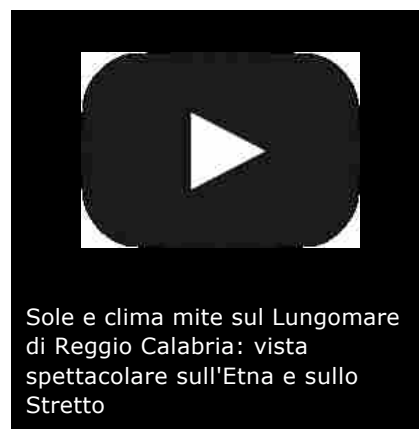 Sole e clima mite sul Lungomare
di Reggio Calabria: vista
spettacolare sull'Etna e sullo
Stretto